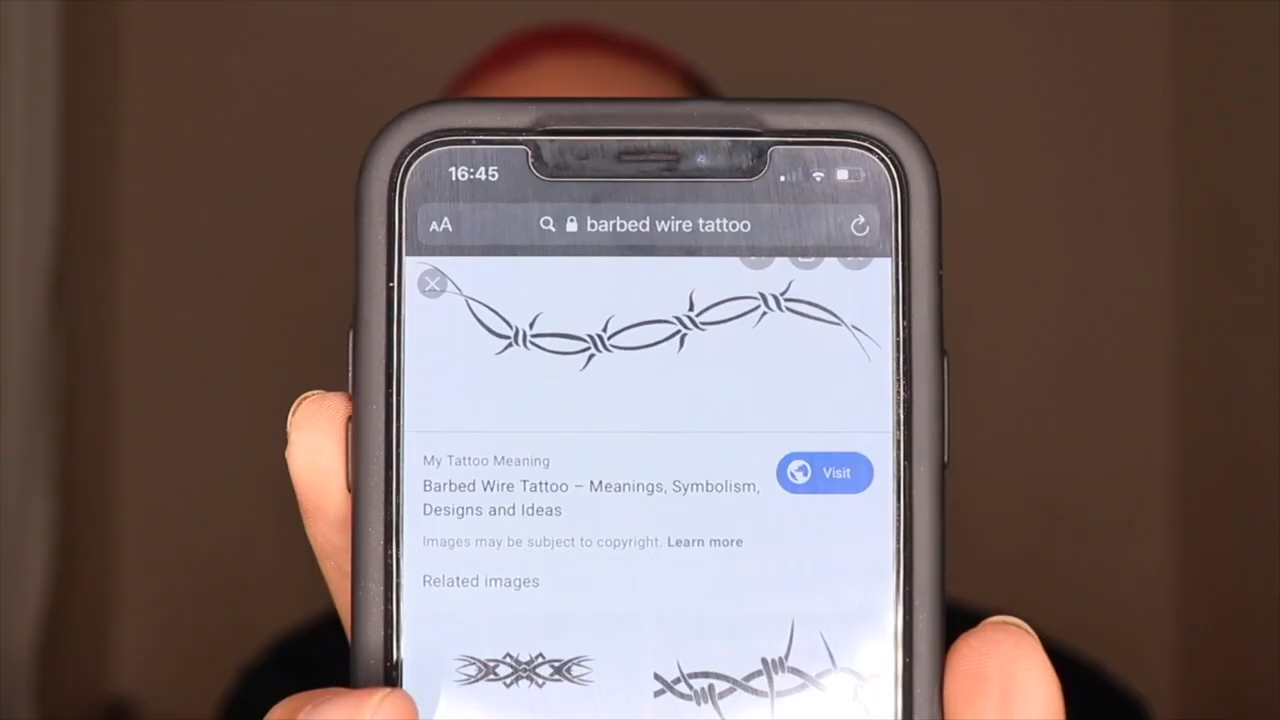 16:45
AA barbed wire tattoo
My Tattoo Meaning
Barbed Wire Tattoo – Meanings, Symbolism,
Designs and Ideas
Visit
Images may be subject to copyright. Learn more
Related images